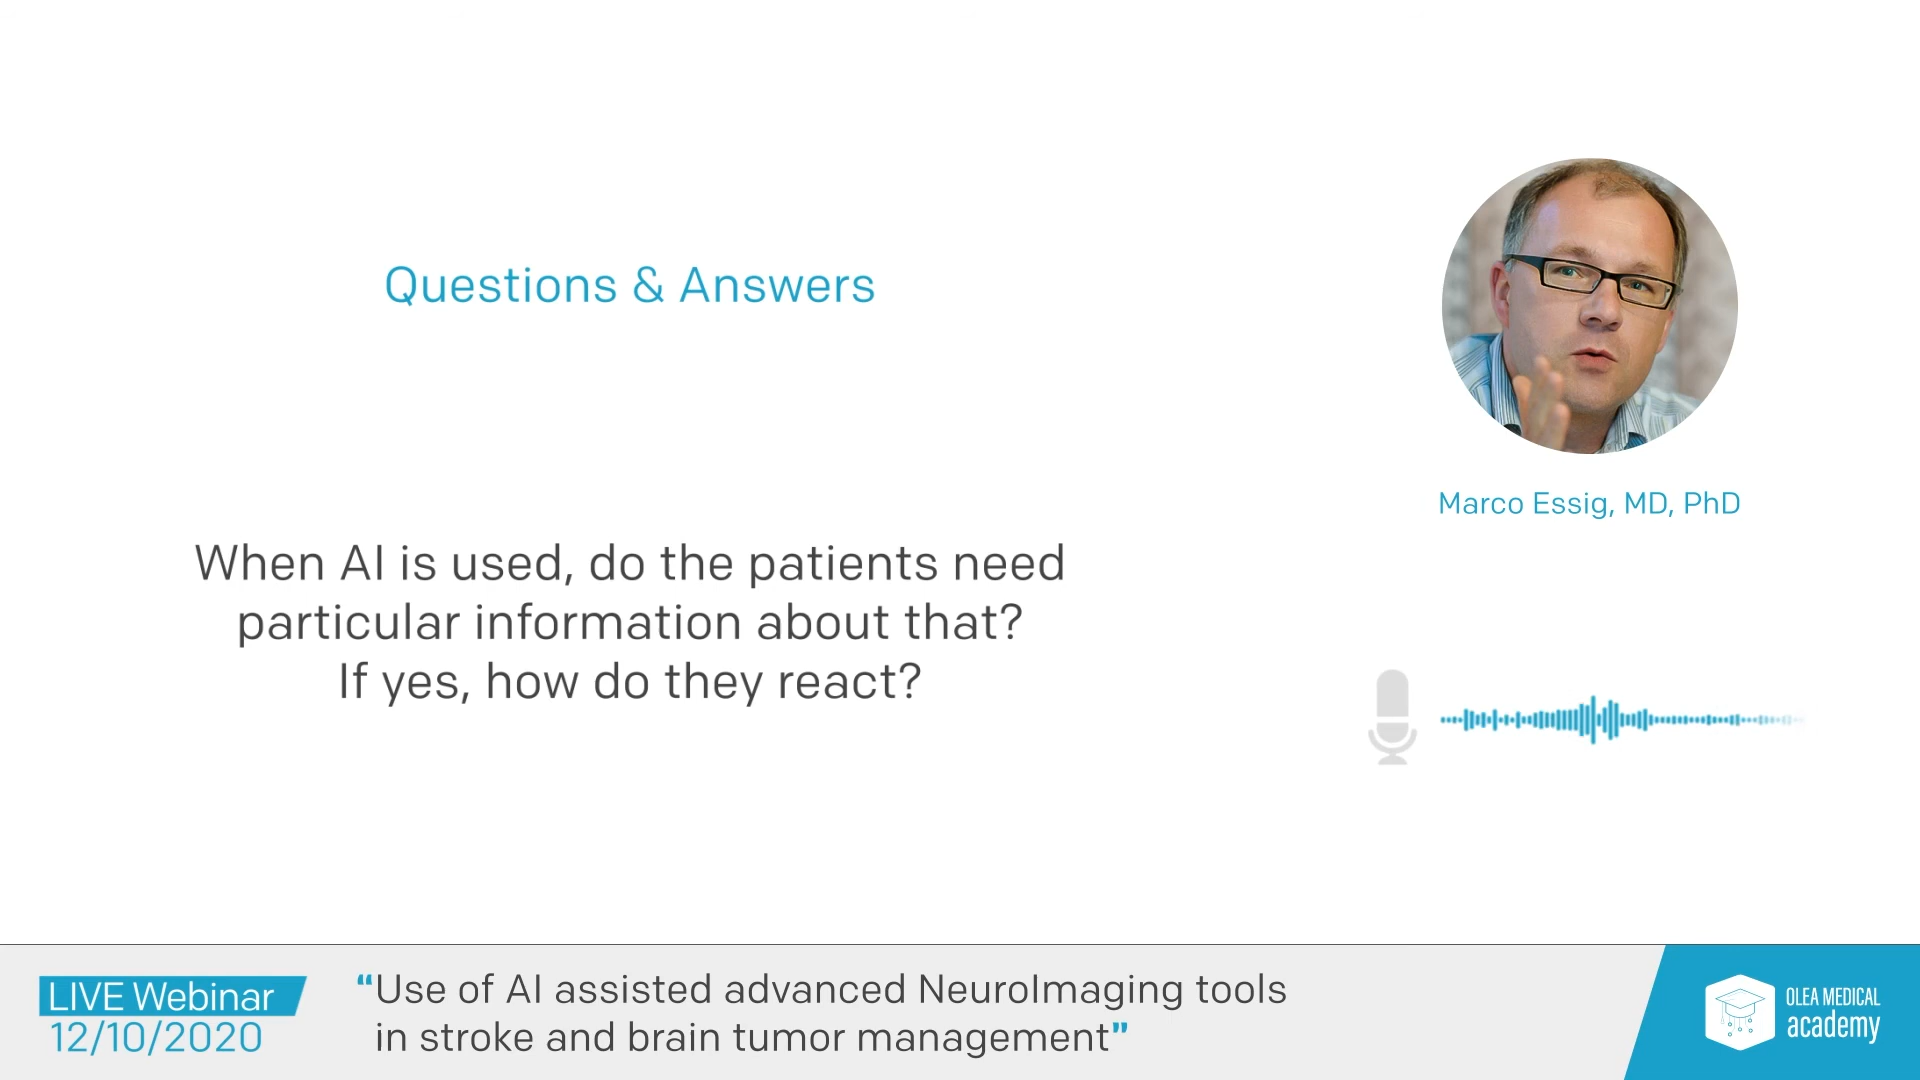 Questions & Answers
Marco Essig, MD, PhD
When AI is used, do the patients need
particular information about that?
If yes, how do they react?
LIVE Webinar
12/10/2020
“Use of AI assisted advanced NeuroImaging tools
in stroke and brain tumor management”
OLEA MEDICAL
academy